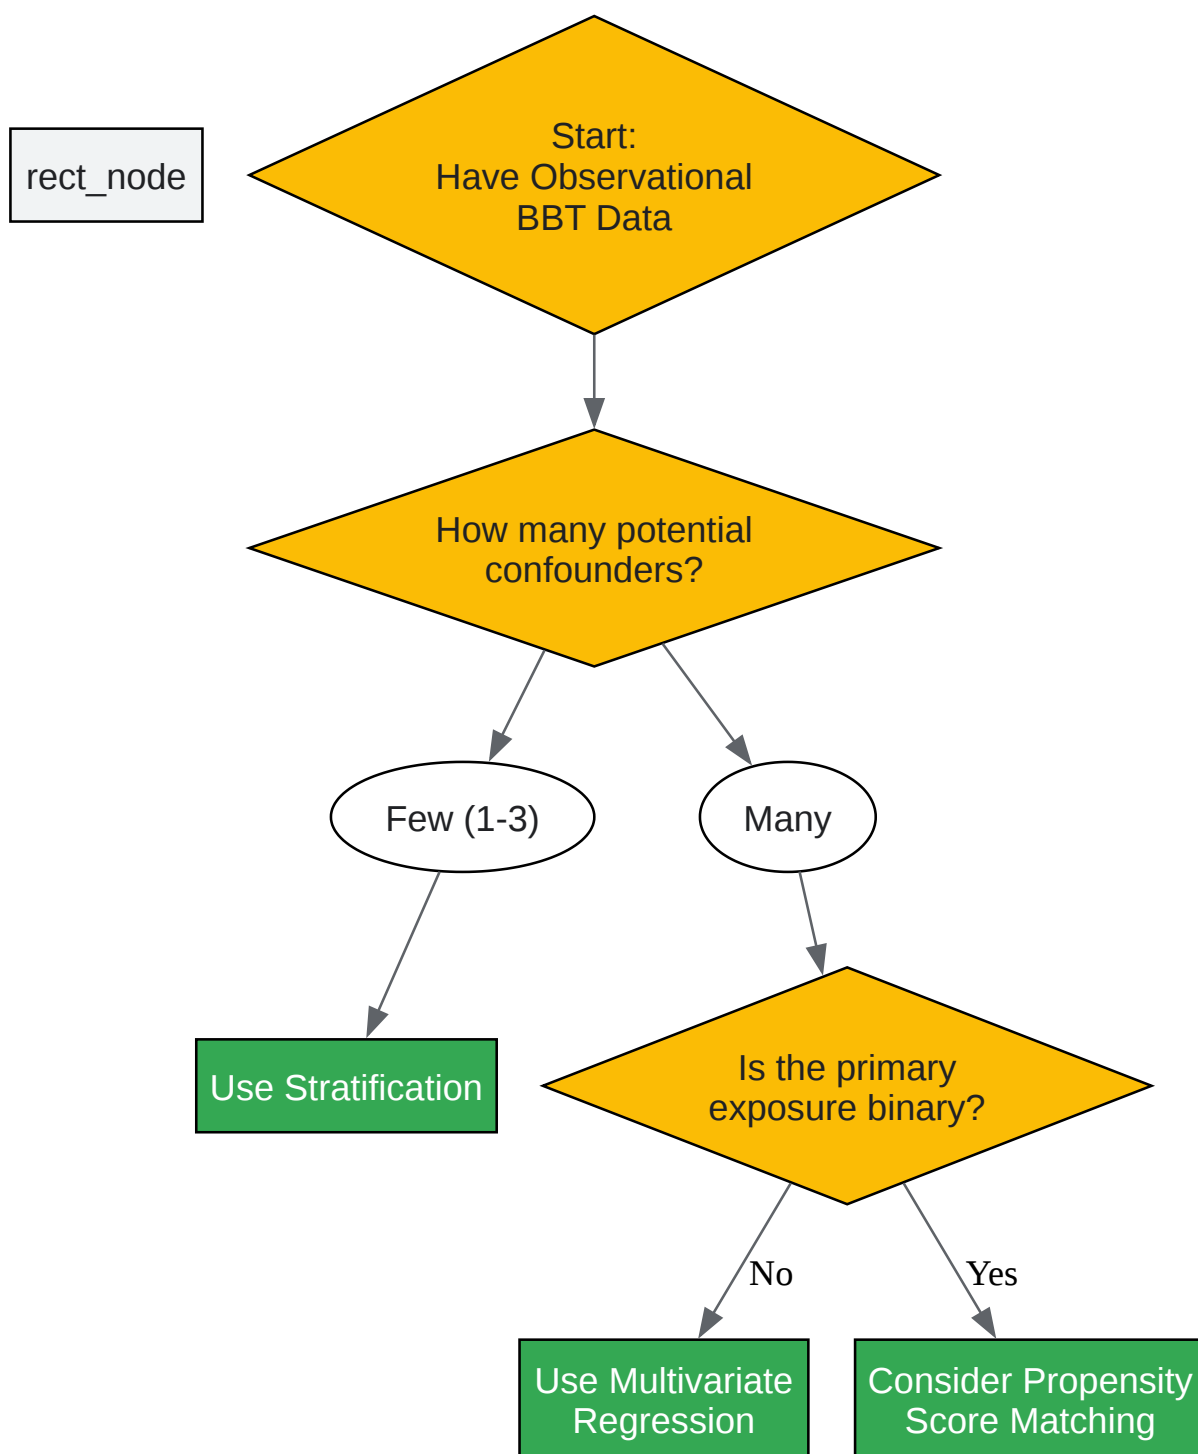 rect_node
Start:
Have Observational
BBT Data
How many potential
confounders?
Few (1-3)
Many
Use Stratification
Is the primary
exposure binary?
No
Yes
Use Multivariate
Regression
Consider Propensity
Score Matching